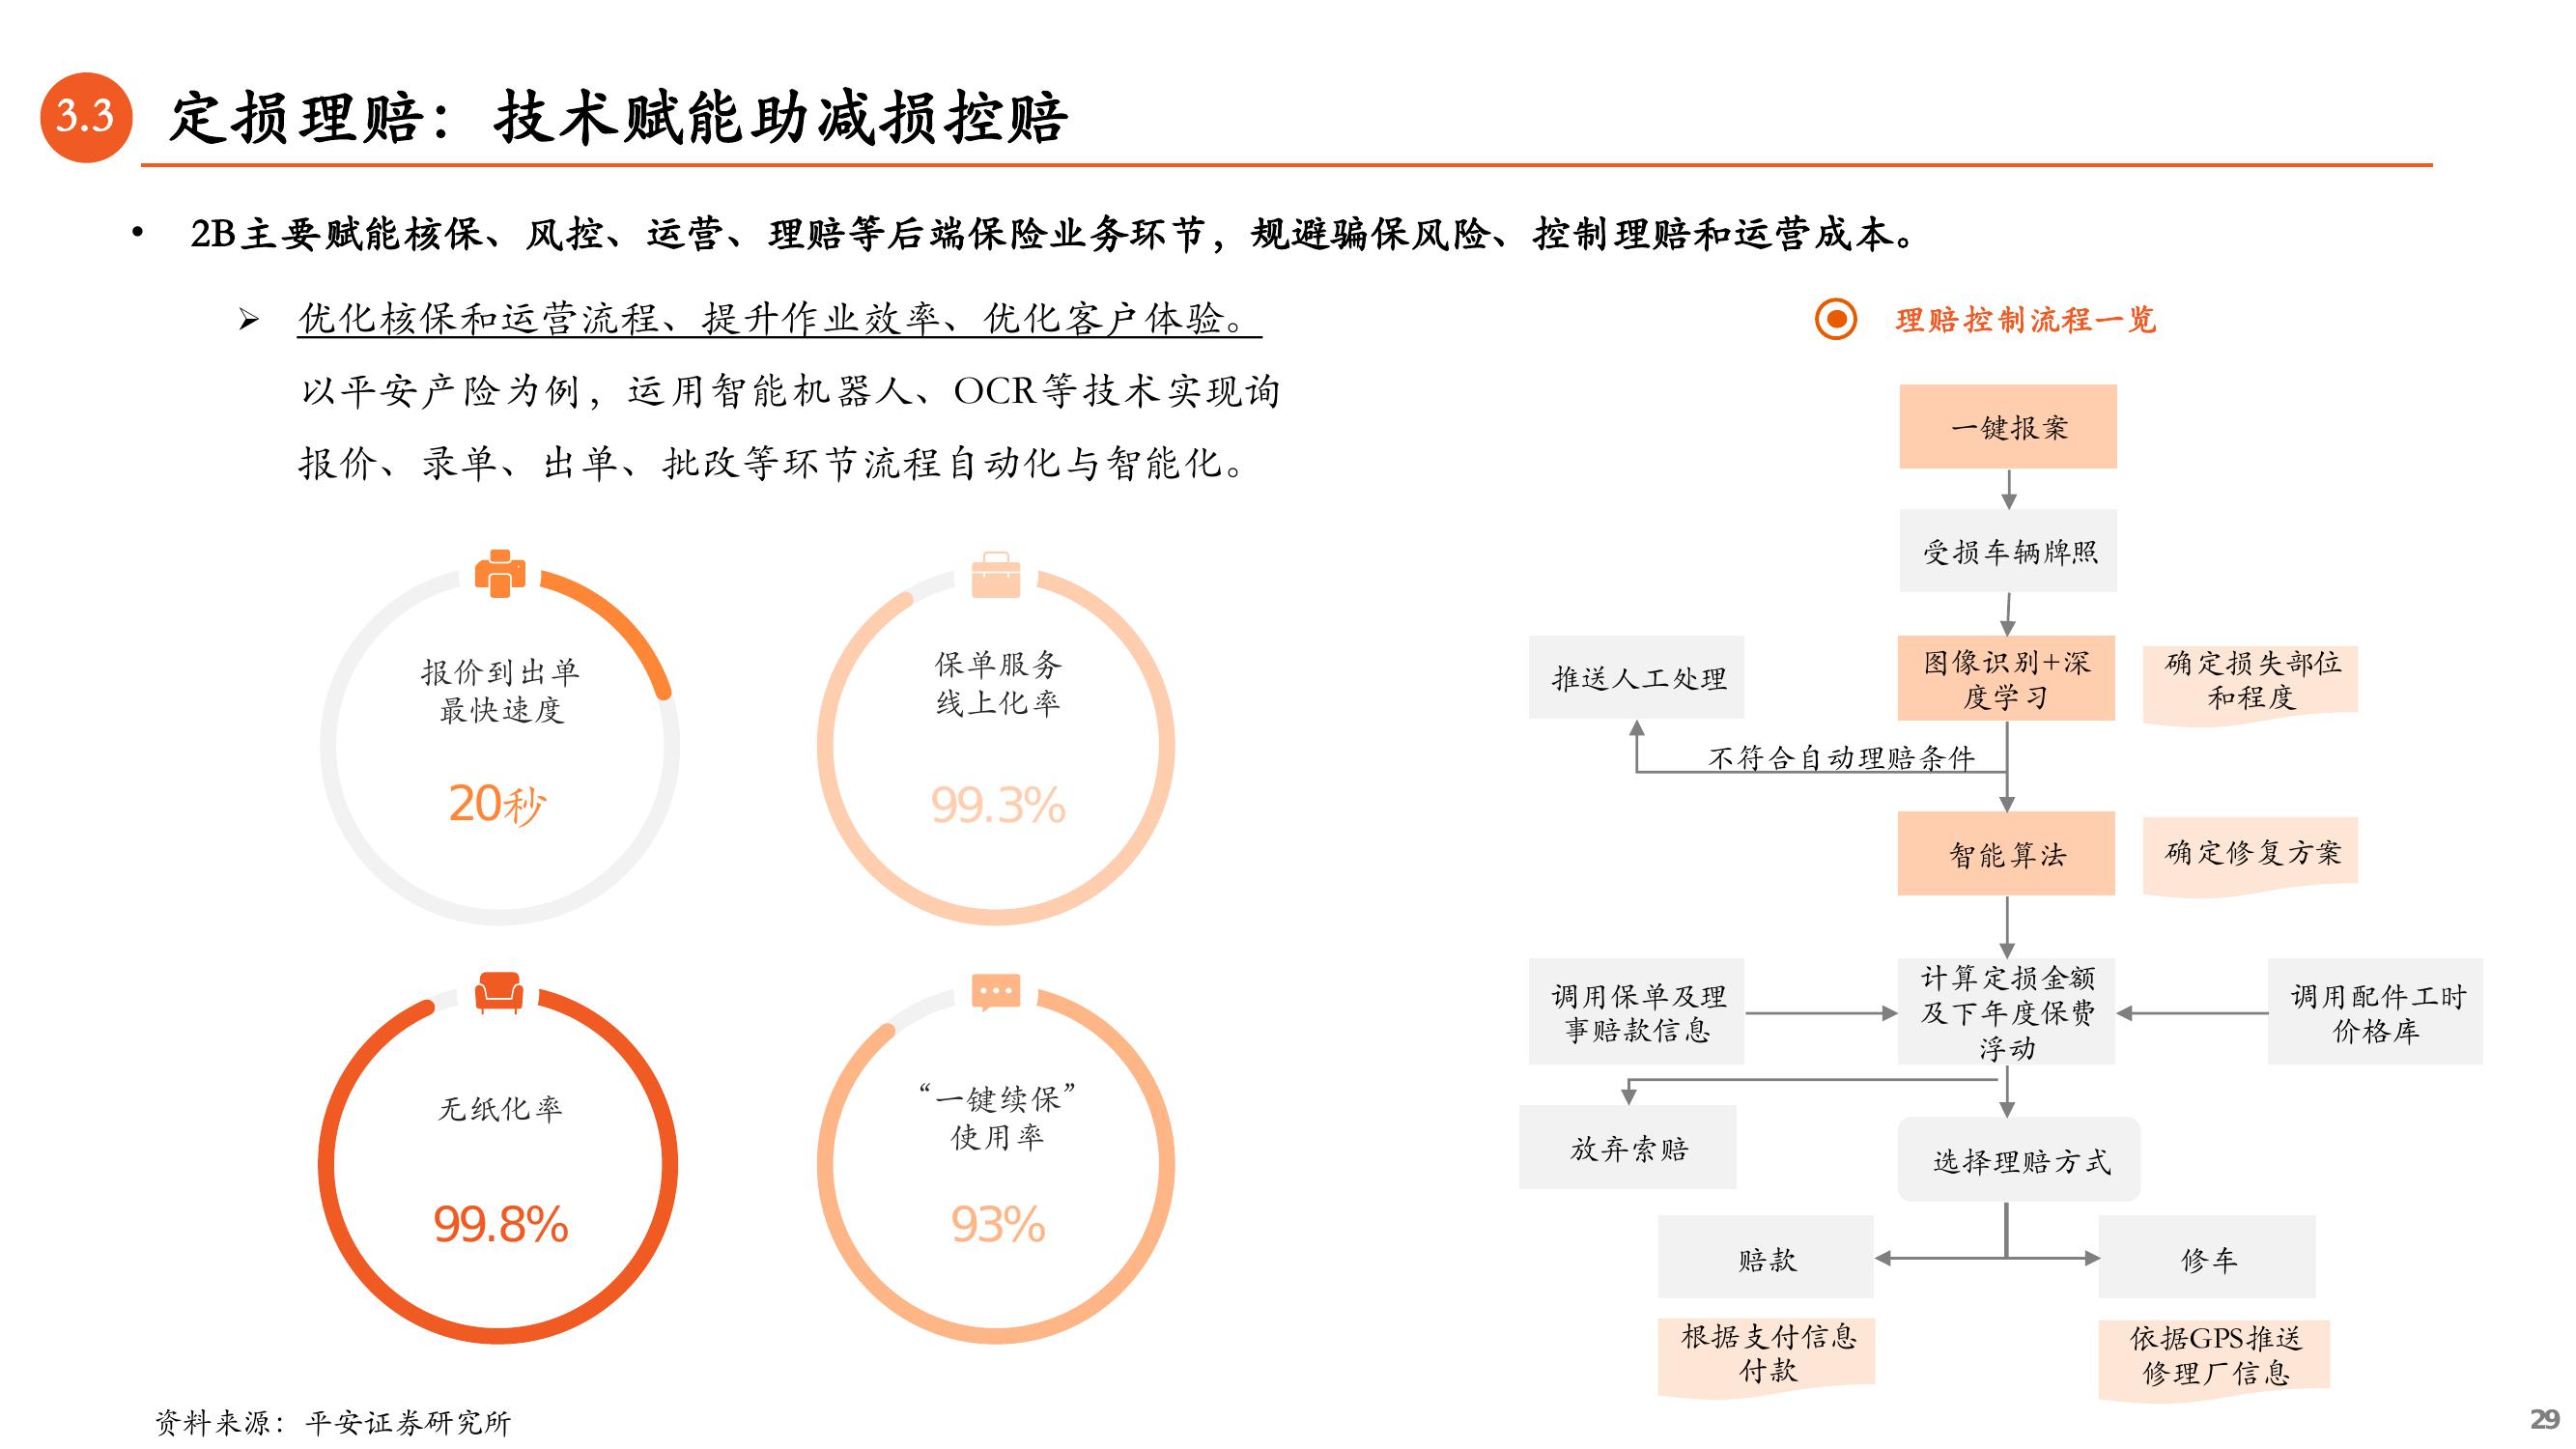 3.3
定损理赔：技术赋能助减损控赔
• 2B主要赋能核保、风控、运营、理赔等后端保险业务环节，规避骗保风险、控制理赔和运营成本。
➢ 优化核保和运营流程、提升作业效率、优化客户体验。
以平安产险为例，运用智能机器人、OCR等技术实现询
报价、录单、出单、批改等环节流程自动化与智能化。
报价到出单
最快速度
20秒
保单服务
线上化率
99.3%
无纸化率
99.8%
“一键续保”
使用率
93%
理赔控制流程一览
一键报案
受损车辆牌照
推送人工处理
图像识别+深
度学习
确定损失部位
和程度
不符合自动理赔条件
智能算法
确定修复方案
调用保单及理
事赔款信息
计算定损金额
及下年度保费
浮动
调用配件工时
价格库
放弃索赔
选择理赔方式
赔款
修车
根据支付信息
付款
依据GPS推送
修理厂信息
资料来源：平安证券研究所
29